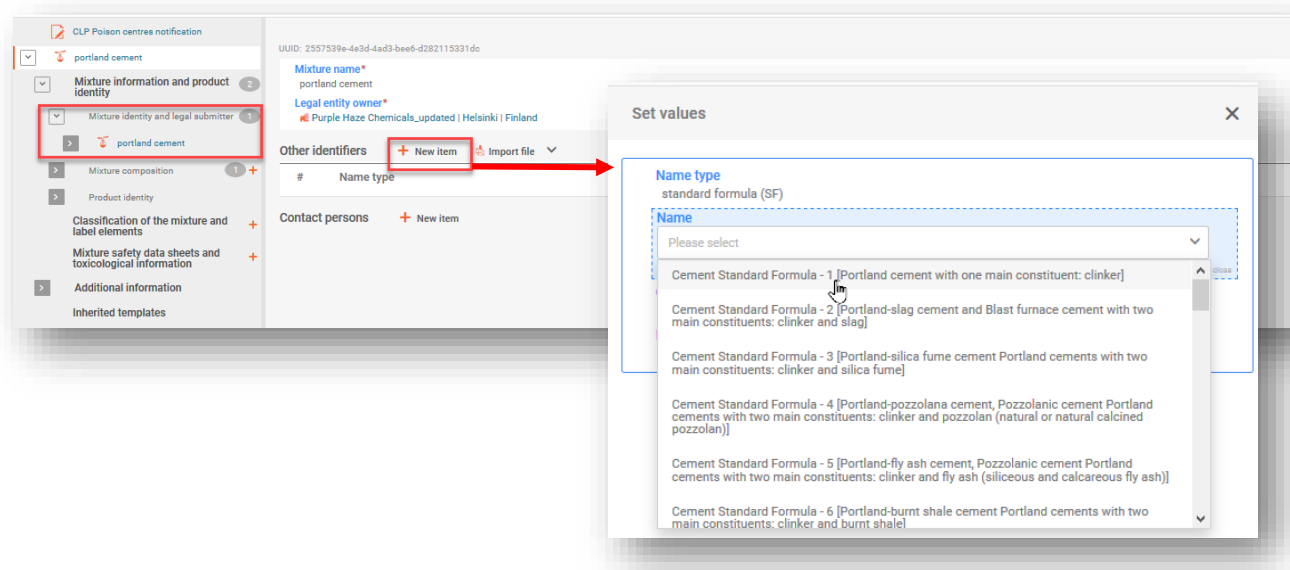 CLP Poison centres notification
portland cement
Mixture information and product
identity
2
Mixture identity and legal submitter
1
portland cement
Mixture composition
1
+
Product identity
Classification of the mixture and
label elements
+
Mixture safety data sheets and
toxicological information
+
Additional information
Inherited templates
UUID: 2557539e-4e3d-4ad3-bee6-d282115331dc
Mixture name*
portland cement
Legal entity owner*
Purple Haze Chemicals_updated | Helsinki | Finland
Other identifiers
+ New item
Import file
# Name type
Contact persons
+ New item
Set values
Name type
standard formula (SF)
Name
Please select
close
Cement Standard Formula - 1 [Portland cement with one main constituent: clinker]
Cement Standard Formula - 2 [Portland-slag cement and Blast furnace cement with two
main constituents: clinker and slag]
Cement Standard Formula - 3 [Portland-silica fume cement Portland cements with two
main constituents: clinker and silica fume]
Cement Standard Formula - 4 [Portland-pozzolana cement, Pozzolanic cement Portland
cements with two main constituents: clinker and pozzolan (natural or natural calcined
pozzolan)]
Cement Standard Formula - 5 [Portland-fly ash cement, Pozzolanic cement Portland
cements with two main constituents: clinker and fly ash (siliceous and calcareous fly ash)]
Cement Standard Formula - 6 [Portland-burnt shale cement Portland cements with two
main constituents: clinker and burnt shale]